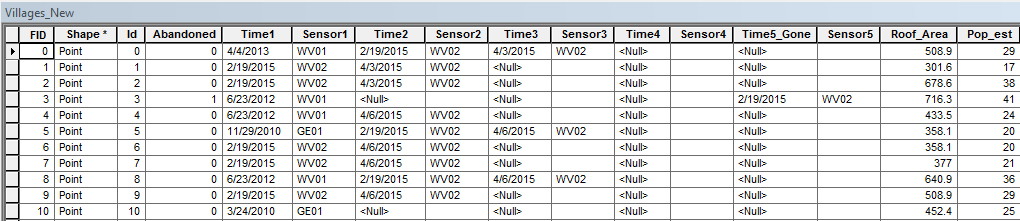 Villages_New
FID Shape * Id Abandoned Time1 Sensor1 Time2 Sensor2 Time3 Sensor3 Time4 Sensor4 Time5_Gone Sensor5 Roof_Area Pop_est
0 Point 0 0 4/4/2013 WV01 2/19/2015 WV02 4/3/2015 WV02 <Null> <Null> 508.9 29
1 Point 1 0 2/19/2015 WV02 4/3/2015 WV02 <Null> <Null> <Null> 301.6 17
2 Point 2 0 2/19/2015 WV02 4/3/2015 WV02 <Null> <Null> <Null> 678.6 38
3 Point 3 1 6/23/2012 WV01 <Null> <Null> <Null> 2/19/2015 WV02 716.3 41
4 Point 4 0 6/23/2012 WV01 4/6/2015 WV02 <Null> <Null> <Null> 433.5 24
5 Point 5 0 11/29/2010 GE01 2/19/2015 WV02 4/6/2015 WV02 <Null> <Null> 358.1 20
6 Point 6 0 2/19/2015 WV02 4/6/2015 WV02 <Null> <Null> <Null> 358.1 20
7 Point 7 0 2/19/2015 WV02 4/6/2015 WV02 <Null> <Null> <Null> 377 21
8 Point 8 0 6/23/2012 WV01 2/19/2015 WV02 4/6/2015 WV02 <Null> <Null> 640.9 36
9 Point 9 0 2/19/2015 WV02 4/6/2015 WV02 <Null> <Null> <Null> 508.9 29
10 Point 10 0 3/24/2010 GE01 <Null> <Null> <Null> <Null> 452.4 25